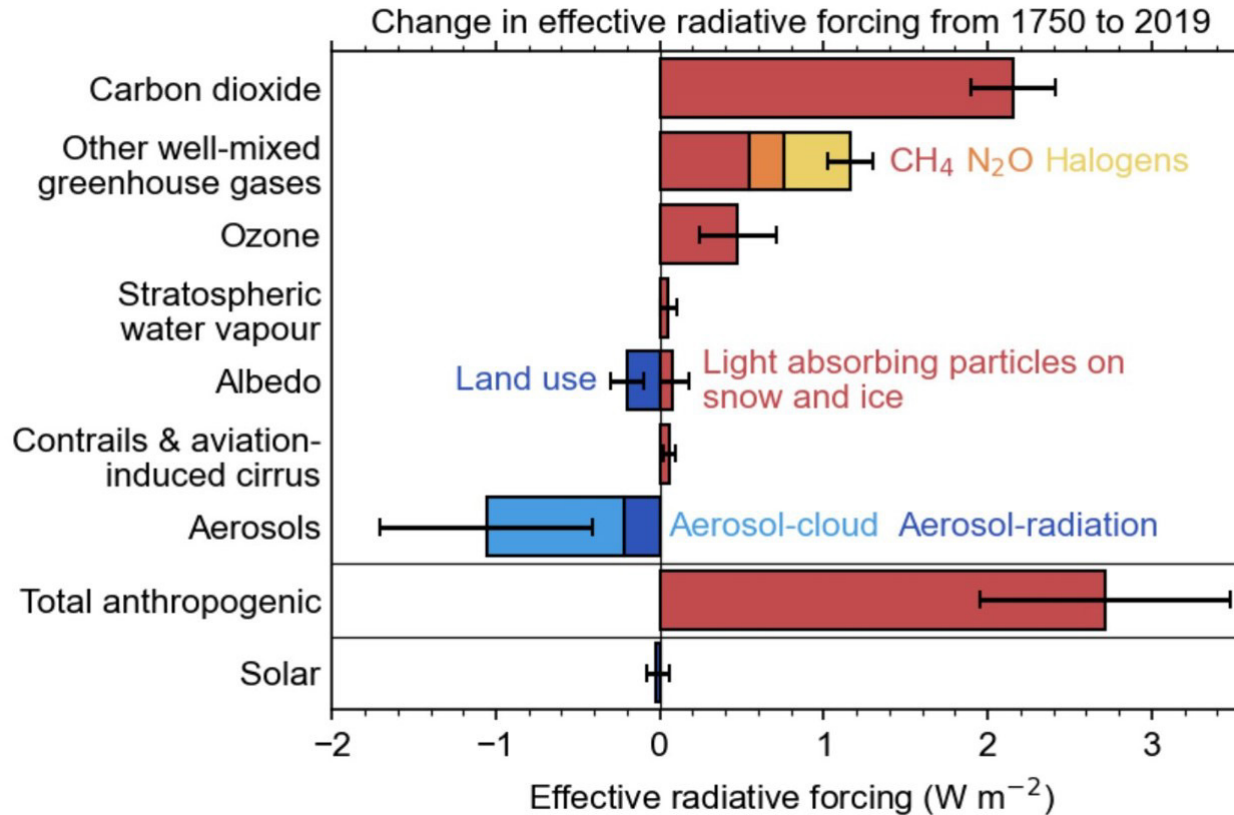 Change in effective radiative forcing from 1750 to 2019
Carbon dioxide
Other well-mixed
greenhouse gases
CH₄ N₂O Halogens
Ozone
Stratospheric
water vapour
Albedo
Land use
Light absorbing particles on
snow and ice
Contrails & aviation-
induced cirrus
Aerosols
Aerosol-cloud Aerosol-radiation
Total anthropogenic
Solar
−2 −1 0 1 2 3
Effective radiative forcing (W m⁻²)